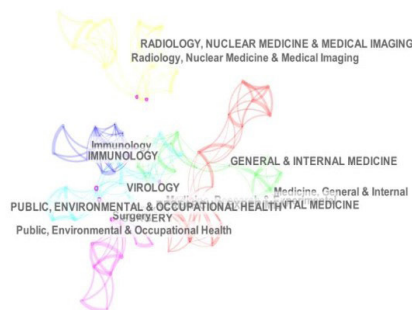 RADIOLOGY, NUCLEAR MEDICINE & MEDICAL IMAGING
Radiology, Nuclear Medicine & Medical Imaging
Immunology
IMMUNOLOGY
GENERAL & INTERNAL MEDICINE
VIROLOGY
Medicine, General & Internal
PUBLIC, ENVIRONMENTAL & OCCUPATIONAL HEALTH
MEDICINE
Surgery
Public, Environmental & Occupational Health